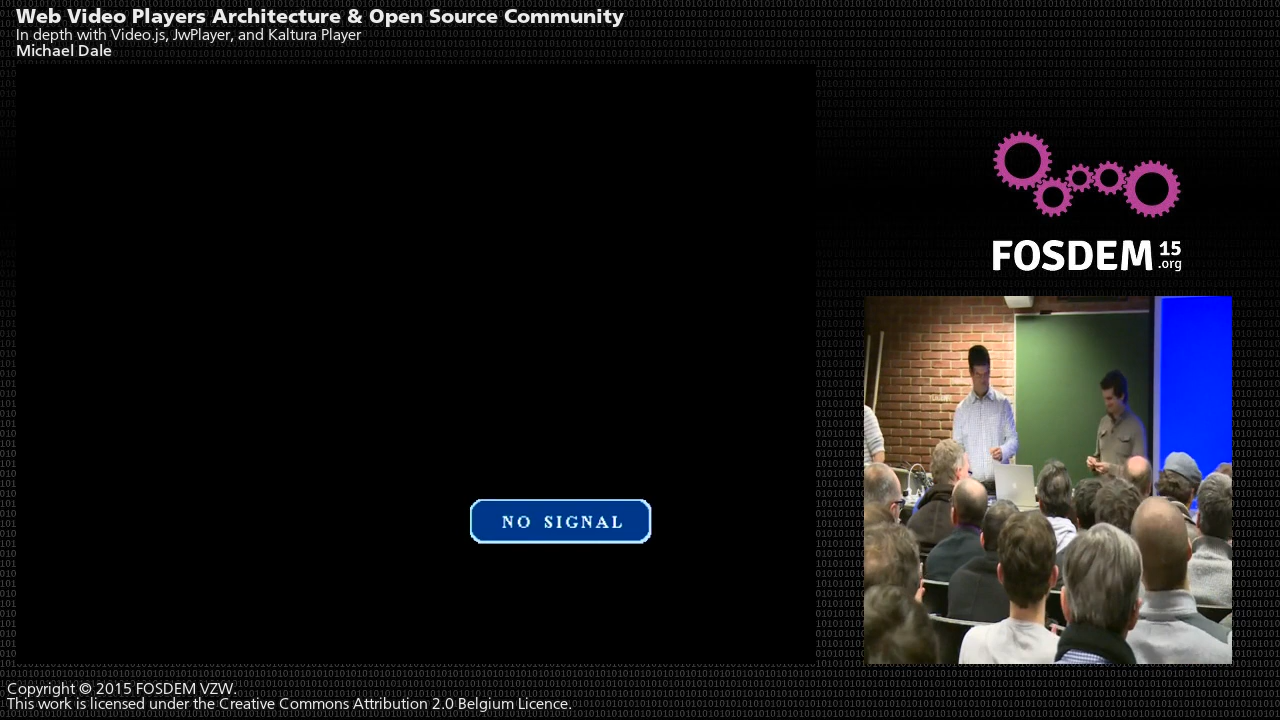 Web Video Players Architecture & Open Source Community
In depth with Video.js, JwPlayer, and Kaltura Player
Michael Dale
FOSDEM 15
.org
NO SIGNAL
Copyright © 2015 FOSDEM VZW.
This work is licensed under the Creative Commons Attribution 2.0 Belgium Licence.